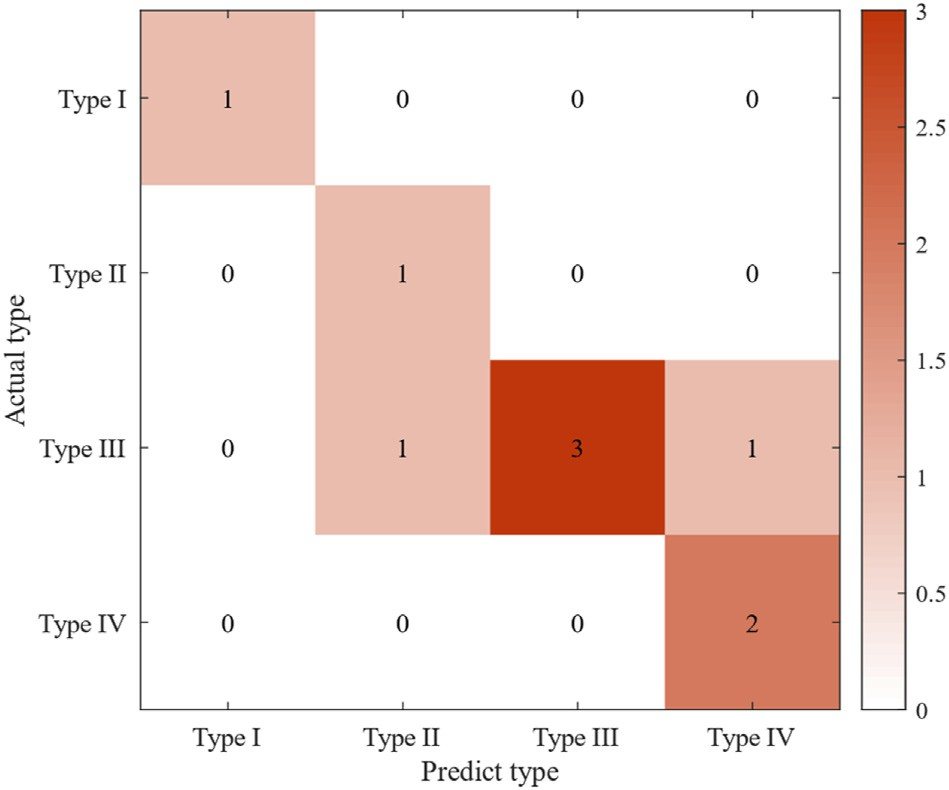 3
Type I 1 0 0 0
2.5
2
Type II 0 1 0 0
1.5
Actual type
Type III 0 1 3 1
1
0.5
Type IV 0 0 0 2
0
Type I Type II Type III Type IV
Predict type